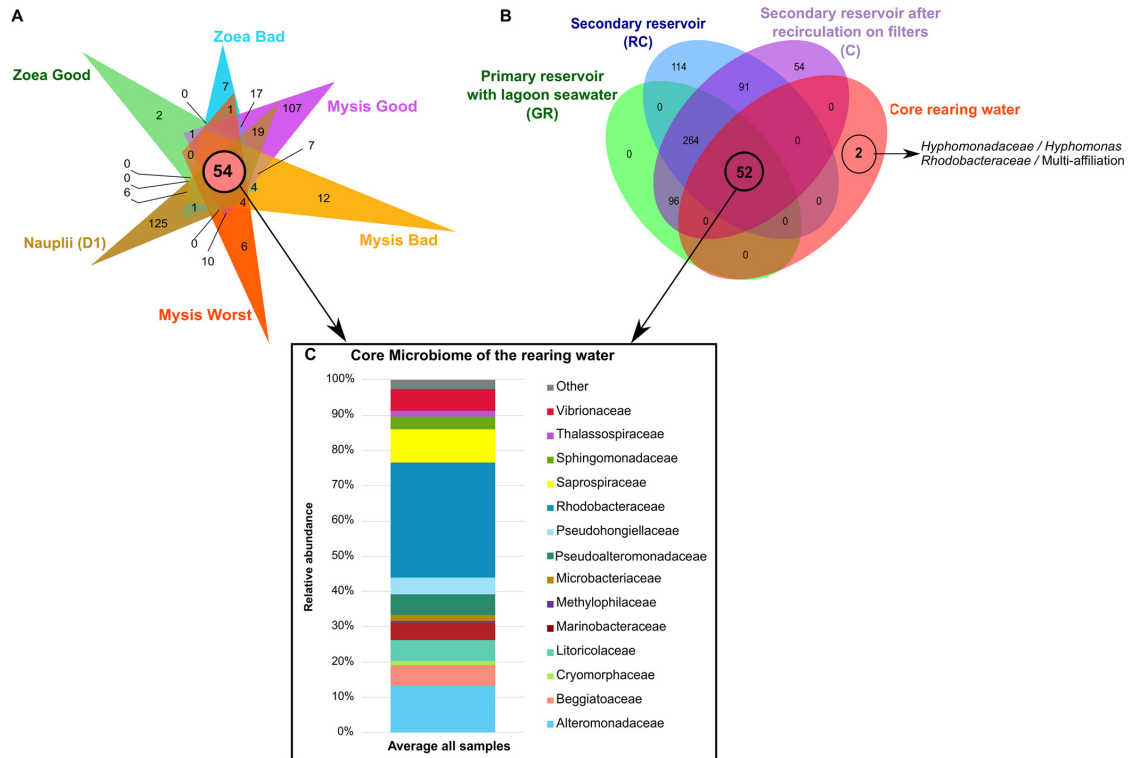 A
Zoea Bad
Zoea Good
Mysis Good
0
7
17
107
2
1
1
19
7
0
0
0
6
54
4
4
12
125
1
Nauplii (D1)
Mysis Bad
0
10
6
Mysis Worst
B
Secondary reservoir
(RC)
Secondary reservoir after
recirculation on filters
(C)
Primary reservoir
with lagoon seawater
(GR)
Core rearing water
114
54
91
0
0
264
0
0
2
Hyphomonadaceae / Hyphomonas
Rhodobacteraceae / Multi-affiliation
52
96
0
0
0
0
C
Core Microbiome of the rearing water
Relative abundance
100%
90%
80%
70%
60%
50%
40%
30%
20%
10%
0%
Average all samples
Other
Vibrionaceae
Thalassospiraceae
Sphingomonadaceae
Saprospiraceae
Rhodobacteraceae
Pseudohongiellaceae
Pseudoalteromonadaceae
Microbacteriaceae
Methylophilaceae
Marinobacteraceae
Litoricolaceae
Cryomorphaceae
Beggiatoaceae
Alteromonadaceae